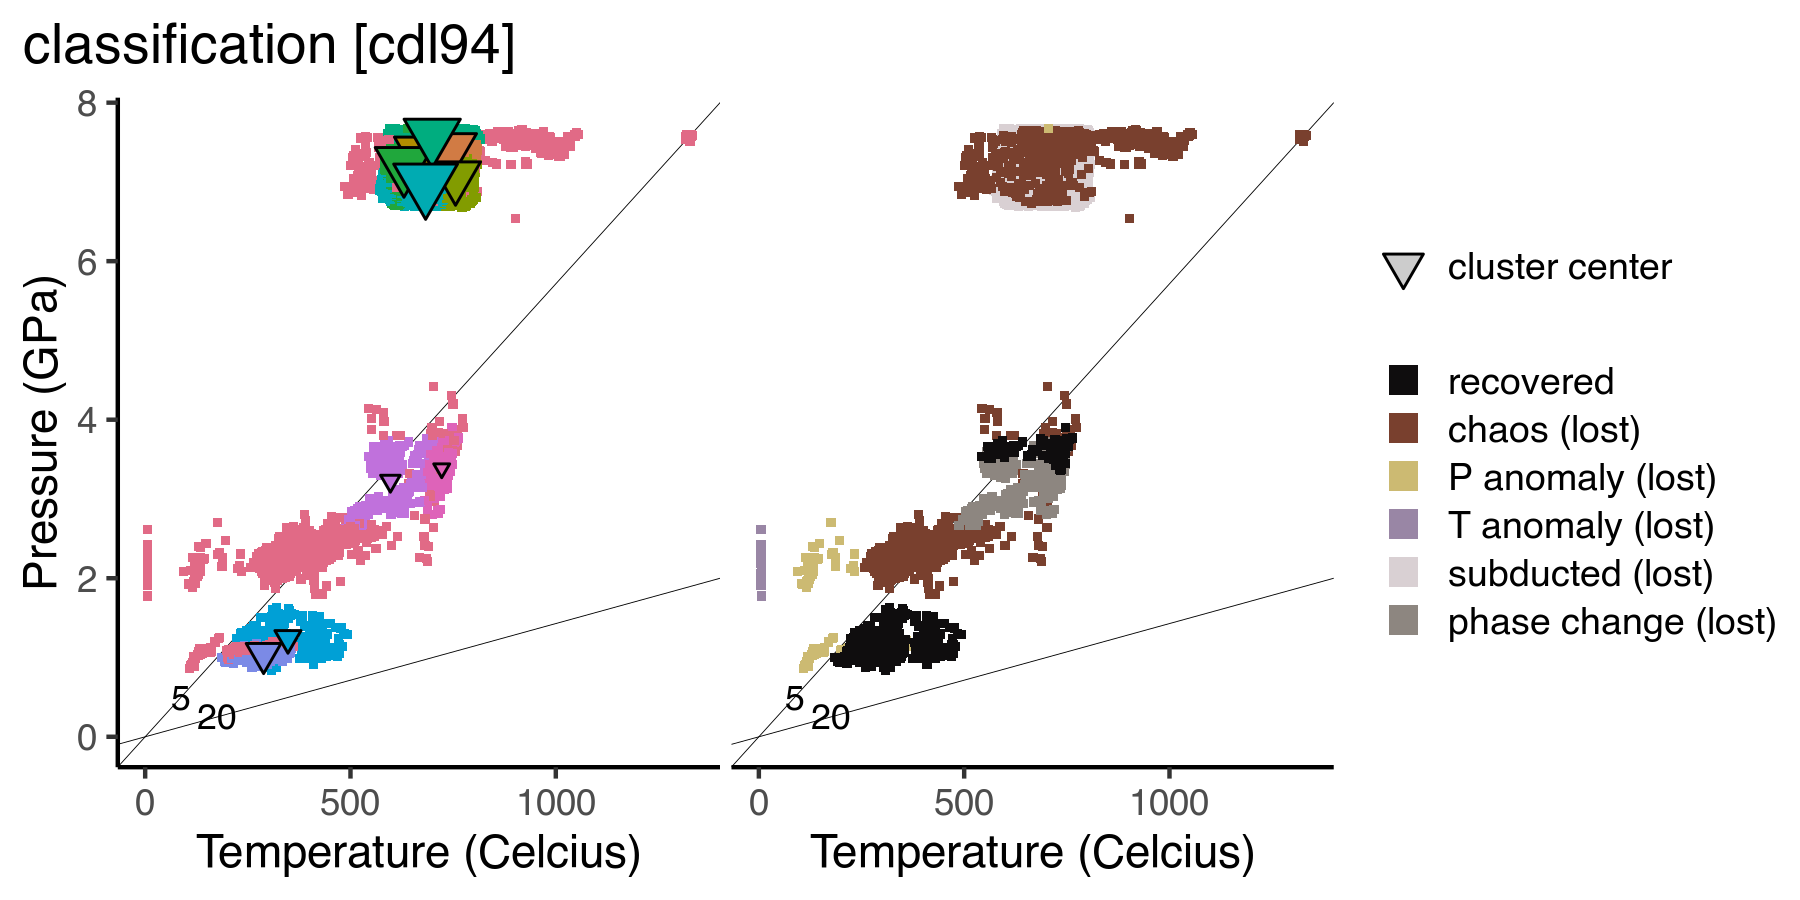 classification [cdl94]
8
6
4
2
0
Pressure (GPa)
5
20
0 500 1000
Temperature (Celcius)
5
20
0 500 1000
Temperature (Celcius)
cluster center
recovered
chaos (lost)
P anomaly (lost)
T anomaly (lost)
subducted (lost)
phase change (lost)